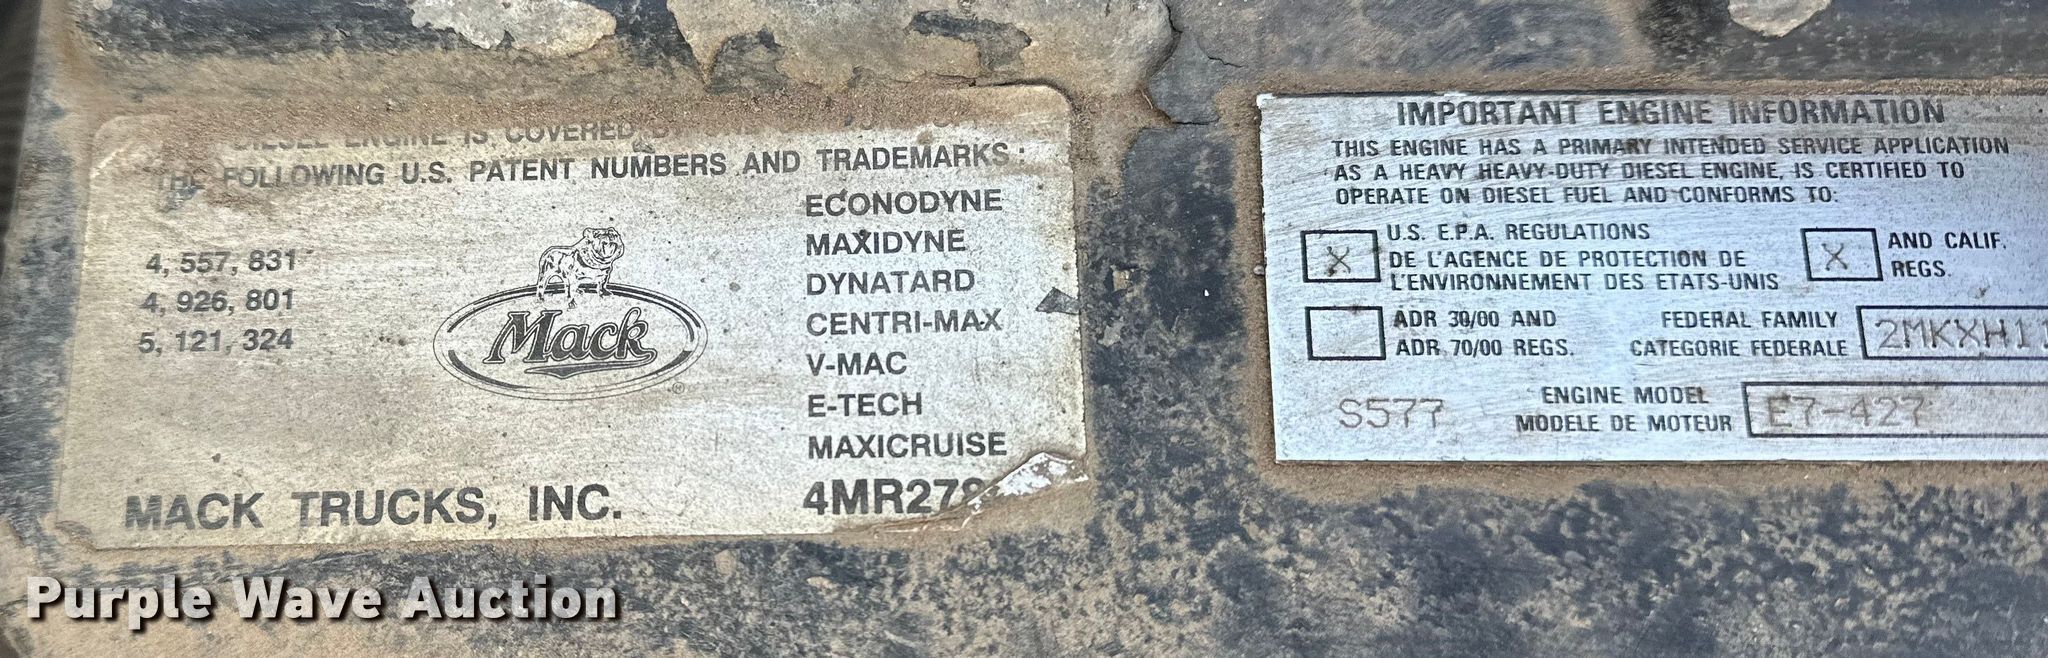 DIESEL ENGINE IS COVERED
THE FOLLOWING U.S. PATENT NUMBERS AND TRADEMARKS:
4, 557, 831
4, 926, 801
5, 121, 324
Mack
®
ECONODYNE
MAXIDYNE
DYNATARD
CENTRI-MAX
V-MAC
E-TECH
MAXICRUISE
MACK TRUCKS, INC.
4MR278
IMPORTANT ENGINE INFORMATION
THIS ENGINE HAS A PRIMARY INTENDED SERVICE APPLICATION
AS A HEAVY HEAVY-DUTY DIESEL ENGINE, IS CERTIFIED TO
OPERATE ON DIESEL FUEL AND CONFORMS TO:
X
U.S. E.P.A. REGULATIONS
DE L'AGENCE DE PROTECTION DE
L'ENVIRONNEMENT DES ETATS-UNIS
X
AND CALIF.
REGS.
ADR 30/00 AND
ADR 70/00 REGS.
FEDERAL FAMILY
CATEGORIE FEDERALE
2MKXH11
S577
ENGINE MODEL
MODELE DE MOTEUR
E7-427
Purple Wave Auction